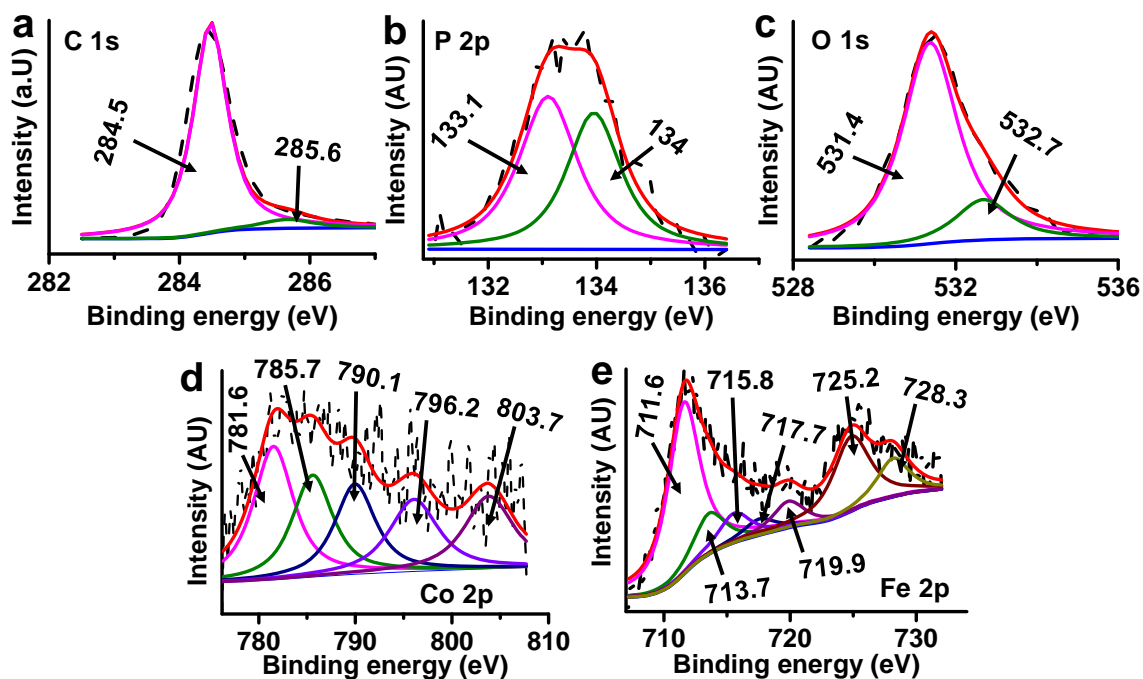 a
C 1s
284.5
285.6
Intensity (a.U)
282
284
286
Binding energy (eV)
b
P 2p
133.1
134
Intensity (AU)
132
134
136
Binding energy (eV)
c
O 1s
531.4
532.7
Intensity (AU)
528
532
536
Binding energy (eV)
d
781.6
785.7
790.1
796.2
803.7
Co 2p
Intensity (AU)
780
790
800
810
Binding energy (eV)
e
711.6
715.8
717.7
725.2
728.3
713.7
719.9
Fe 2p
Intensity (AU)
710
720
730
Binding energy (eV)